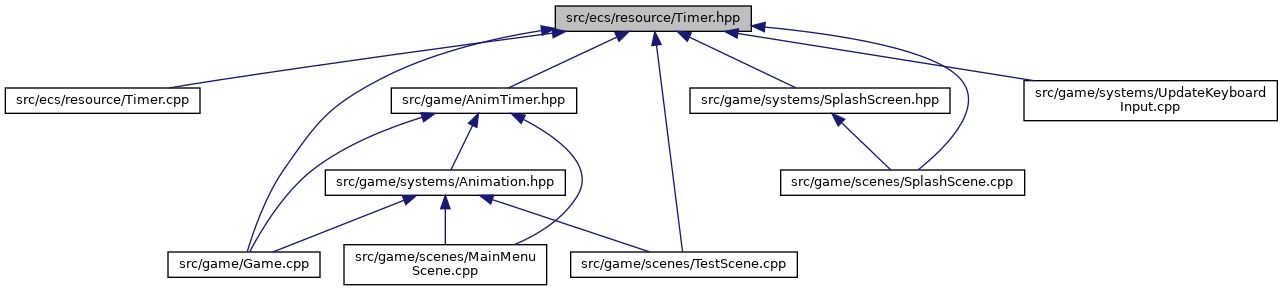 src/ecs/resource/Timer.hpp
src/ecs/resource/Timer.cpp
src/game/AnimTimer.hpp
src/game/systems/SplashScreen.hpp
src/game/systems/UpdateKeyboard
Input.cpp
src/game/systems/Animation.hpp
src/game/scenes/SplashScene.cpp
src/game/Game.cpp
src/game/scenes/MainMenu
Scene.cpp
src/game/scenes/TestScene.cpp